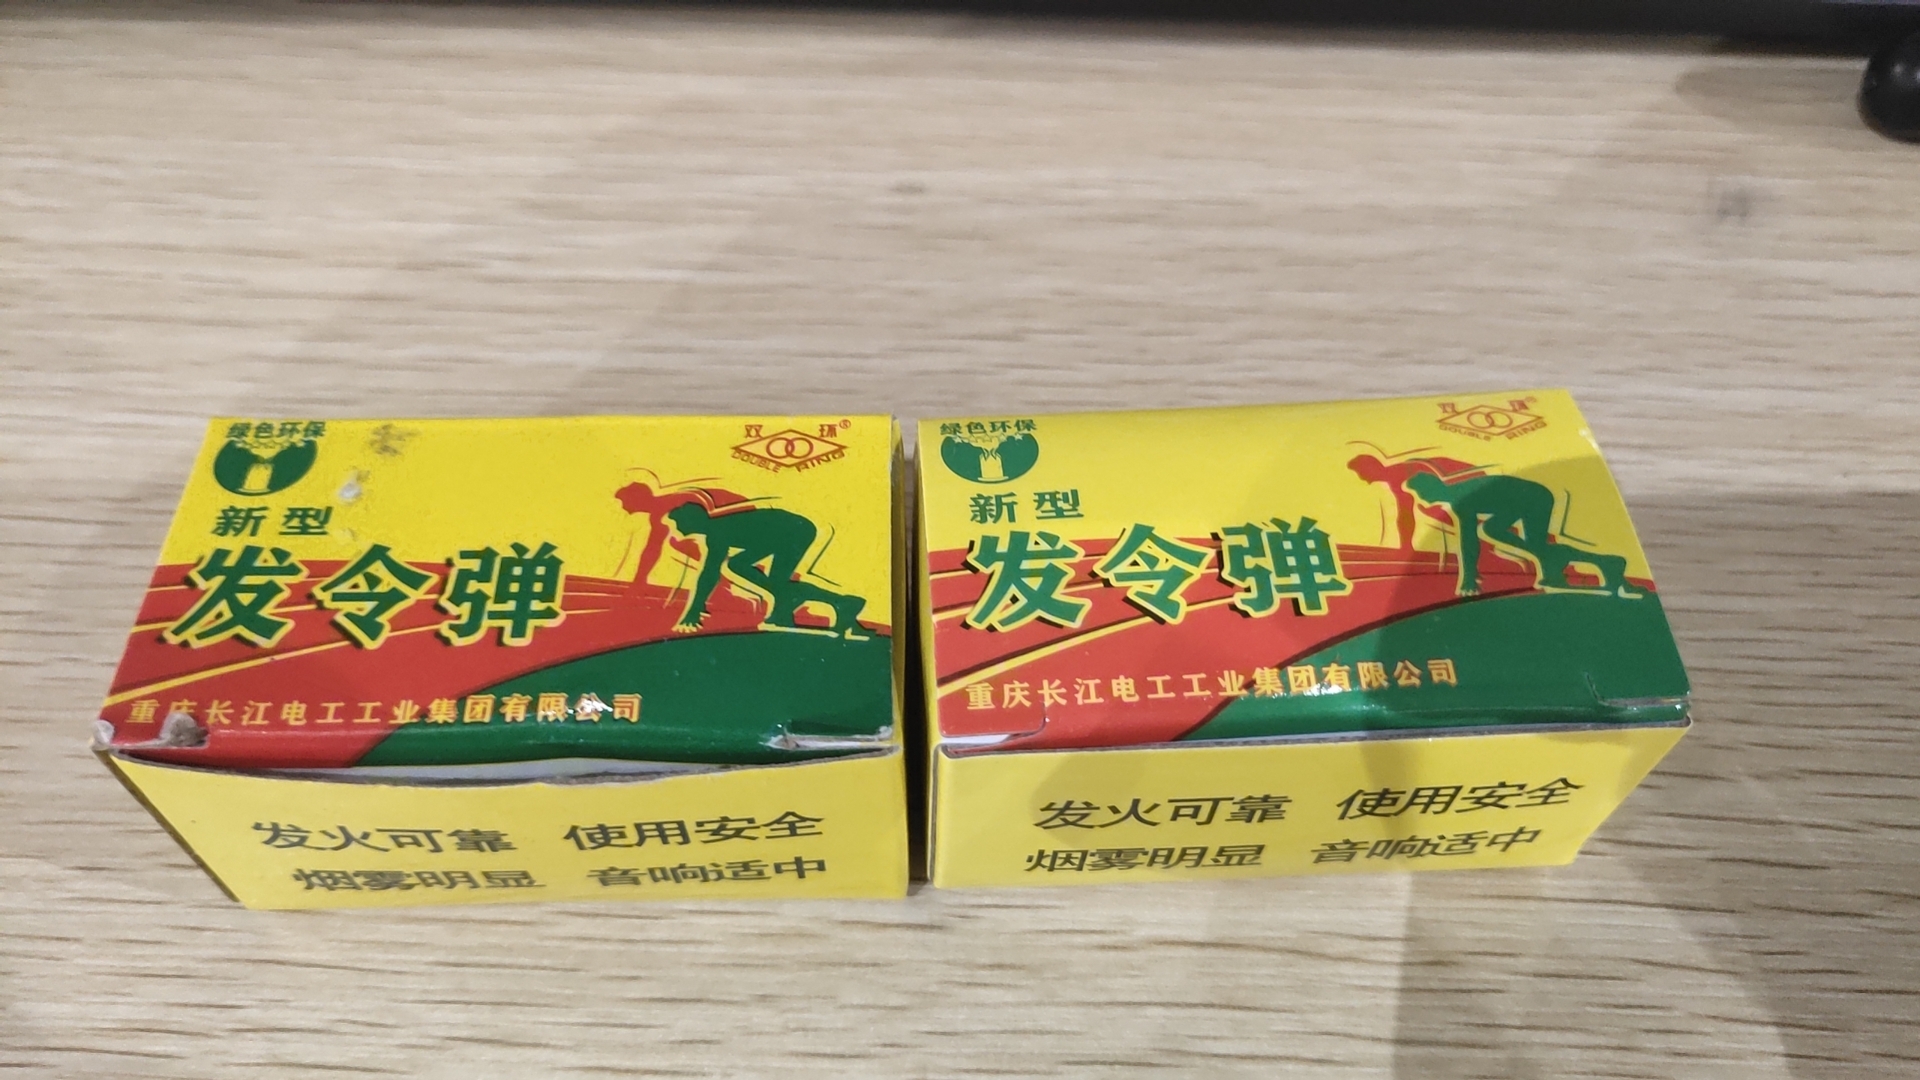 绿色环保
双环®
DOUBLE RING
新型
发令弹
重庆长江电工工业集团有限公司
发火可靠 使用安全
烟雾明显 音响适中
绿色环保
双环®
DOUBLE RING
新型
发令弹
重庆长江电工工业集团有限公司
发火可靠 使用安全
烟雾明显 音响适中